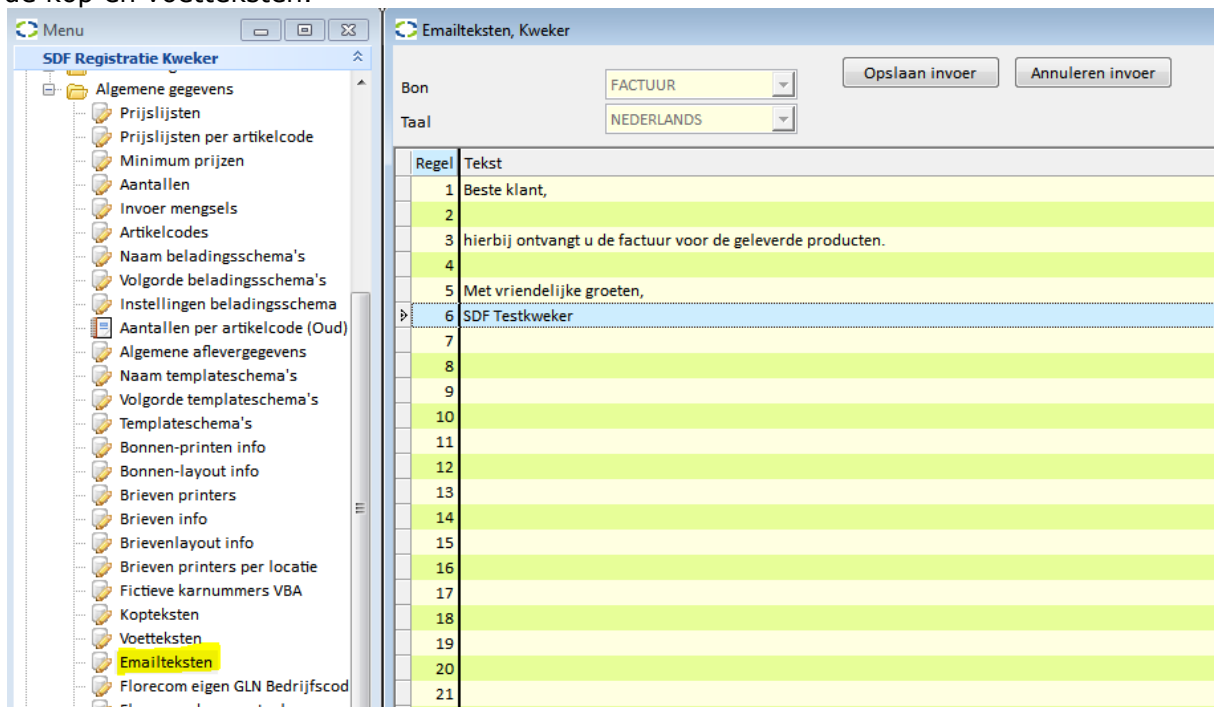 de kop en voetteksten.
Menu
SDF Registratie Kweker
Algemene gegevens
Prijslijsten
Prijslijsten per artikelcode
Minimum prijzen
Aantallen
Invoer mengsels
Artikelcodes
Naam beladingsschema's
Volgorde beladingsschema's
Instellingen beladingsschema
Aantallen per artikelcode (Oud)
Algemene aflevergegevens
Naam templateschema's
Volgorde templateschema's
Templateschema's
Bonnen-printen info
Bonnen-layout info
Brieven printers
Brieven info
Brievenlayout info
Brieven printers per locatie
Fictieve karnummers VBA
Kopteksten
Voetteksten
Emailteksten
Florecom eigen GLN Bedrijfscod
Emailteksten, Kweker
Bon FACTUUR Opslaan invoer Annuleren invoer
Taal NEDERLANDS
Regel Tekst
1 Beste klant,
2
3 hierbij ontvangt u de factuur voor de geleverde producten.
4
5 Met vriendelijke groeten,
6 SDF Testkweker
7
8
9
10
11
12
13
14
15
16
17
18
19
20
21